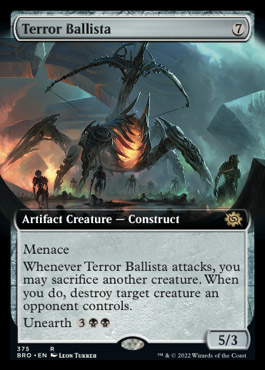 Terror Ballista 7
Artifact Creature — Construct
Menace
Whenever Terror Ballista attacks, you
may sacrifice another creature. When
you do, destroy target creature an
opponent controls.
Unearth 3
5/3
375 R
BRO • EN Leon Tukker
™ & © 2022 Wizards of the Coast